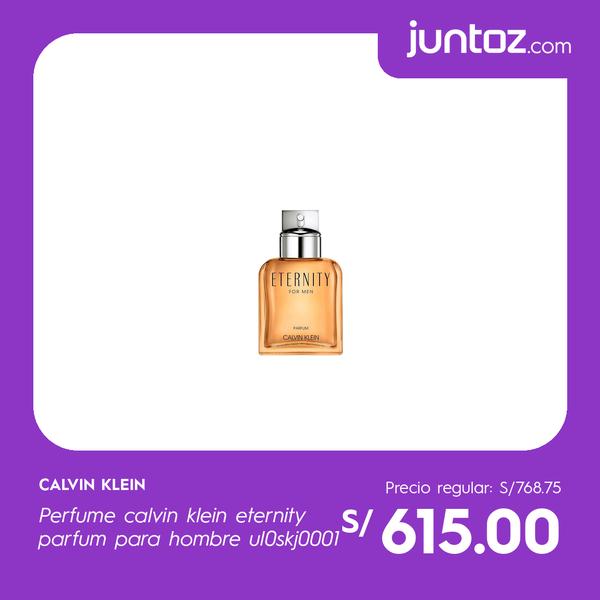 juntoz.com
ETERNITY
FOR MEN
PARFUM
CALVIN KLEIN
CALVIN KLEIN
Perfume calvin klein eternity
parfum para hombre ul0skj0001
Precio regular: S/768.75
S/ 615.00